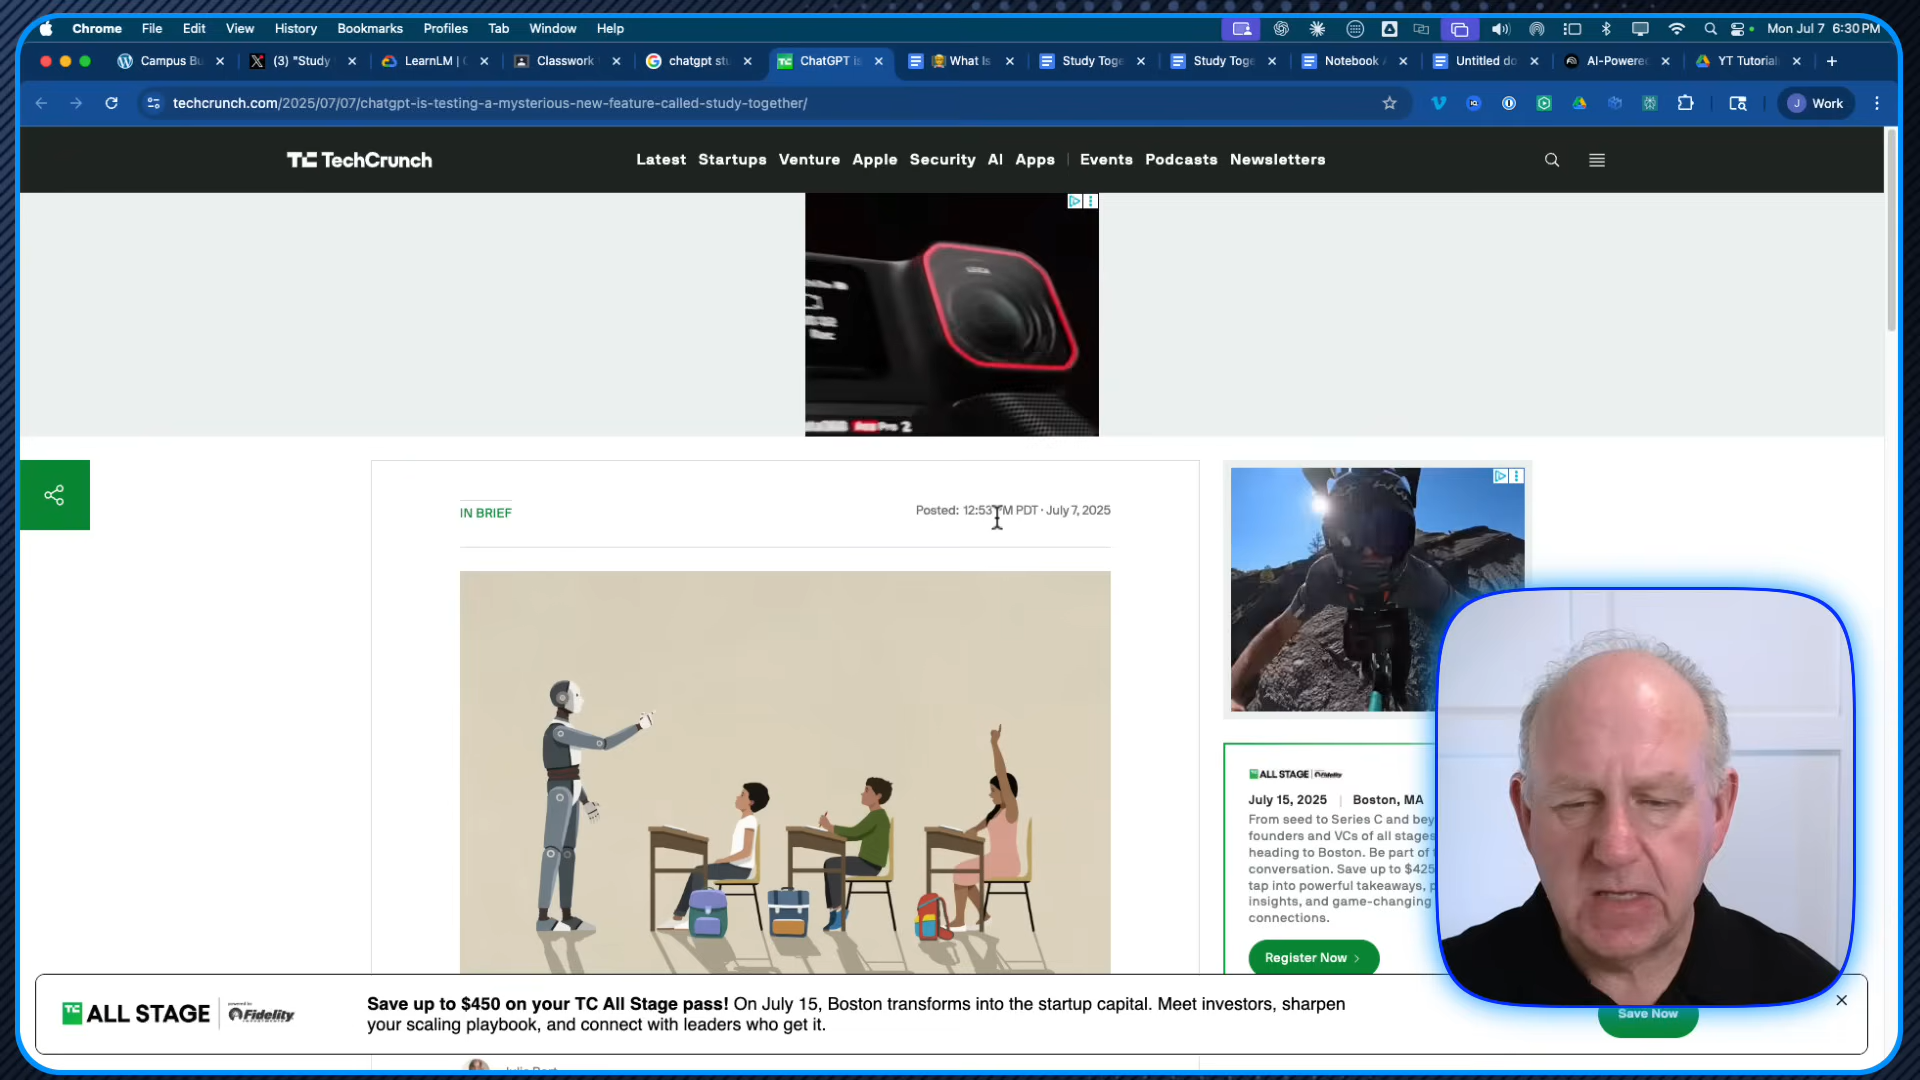 Chrome File Edit View History Bookmarks Profiles Tab Window Help
Mon Jul 7 6:30 PM
Campus Bu
(3) "Study
LearnLM |
Classwork
chatgpt stu
ChatGPT is
What Is
Study Toge
Study Toge
Notebook
Untitled do
AI-Powere
YT Tutorial
techcrunch.com/2025/07/07/chatgpt-is-testing-a-mysterious-new-feature-called-study-together/
J Work
TC TechCrunch
Latest Startups Venture Apple Security AI Apps Events Podcasts Newsletters
IN BRIEF
Posted: 12:53 PM PDT · July 7, 2025
ALL STAGE Fidelity
July 15, 2025 | Boston, MA
From seed to Series C and bey
founders and VCs of all stages
heading to Boston. Be part of
conversation. Save up to $425
tap into powerful takeaways, p
insights, and game-changing
connections.
Register Now
TC ALL STAGE powered by Fidelity
Save up to $450 on your TC All Stage pass! On July 15, Boston transforms into the startup capital. Meet investors, sharpen
your scaling playbook, and connect with leaders who get it.
Save Now